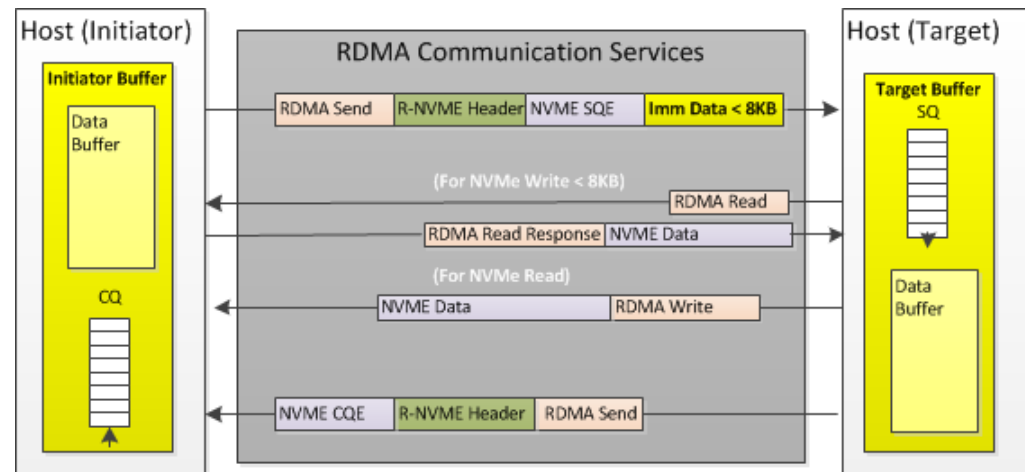 Host (Initiator)
Initiator Buffer
Data
Buffer
CQ
RDMA Communication Services
RDMA Send R-NVME Header NVME SQE Imm Data < 8KB
(For NVMe Write < 8KB)
RDMA Read
RDMA Read Response NVME Data
(For NVMe Read)
NVME Data RDMA Write
NVME CQE R-NVME Header RDMA Send
Host (Target)
Target Buffer
SQ
Data
Buffer